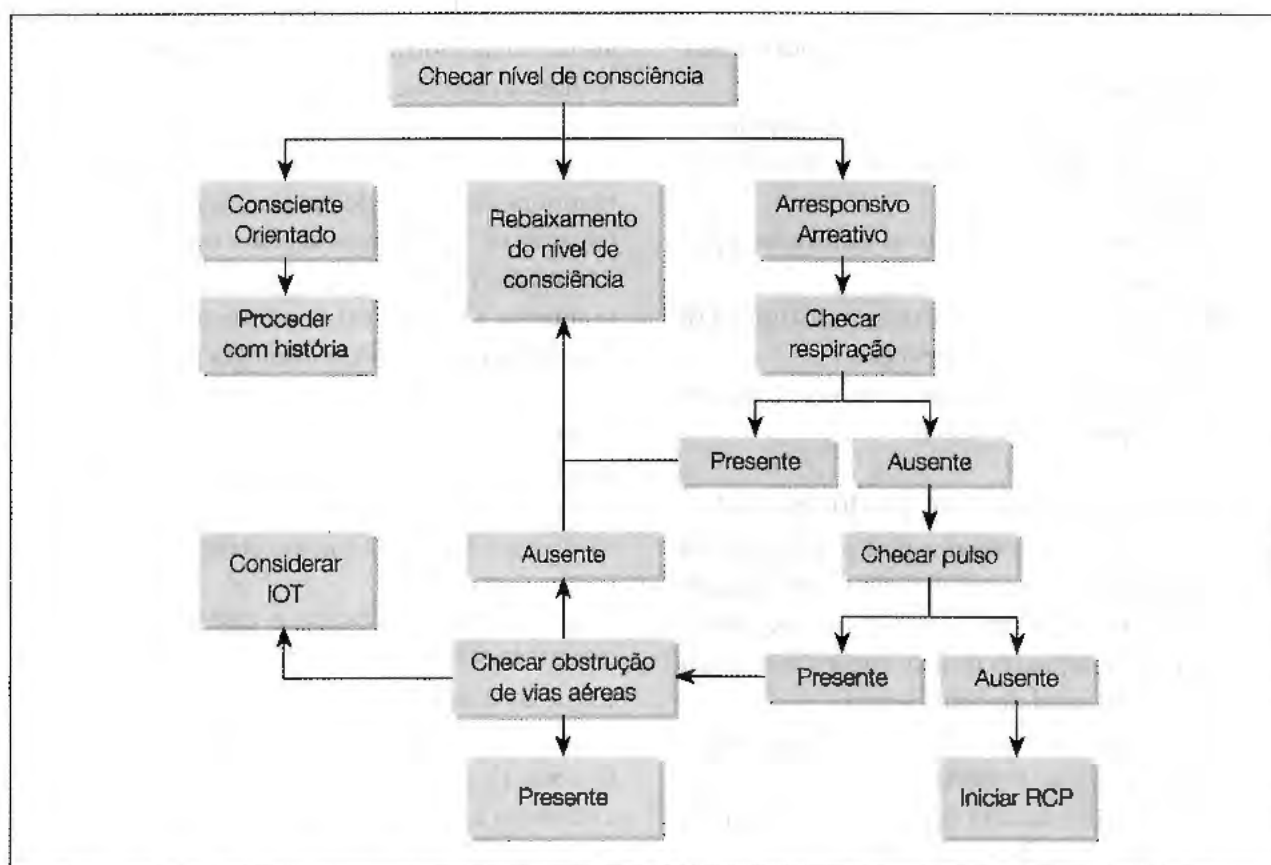 Checar nível de consciência
Consciente
Orientado
Rebaixamento
do nível de
consciência
Arresponsivo
Arreativo
Proceder
com história
Checar
respiração
Presente
Ausente
Considerar
IOT
Ausente
Checar pulso
Checar obstrução
de vias aéreas
Presente
Ausente
Presente
Iniciar RCP